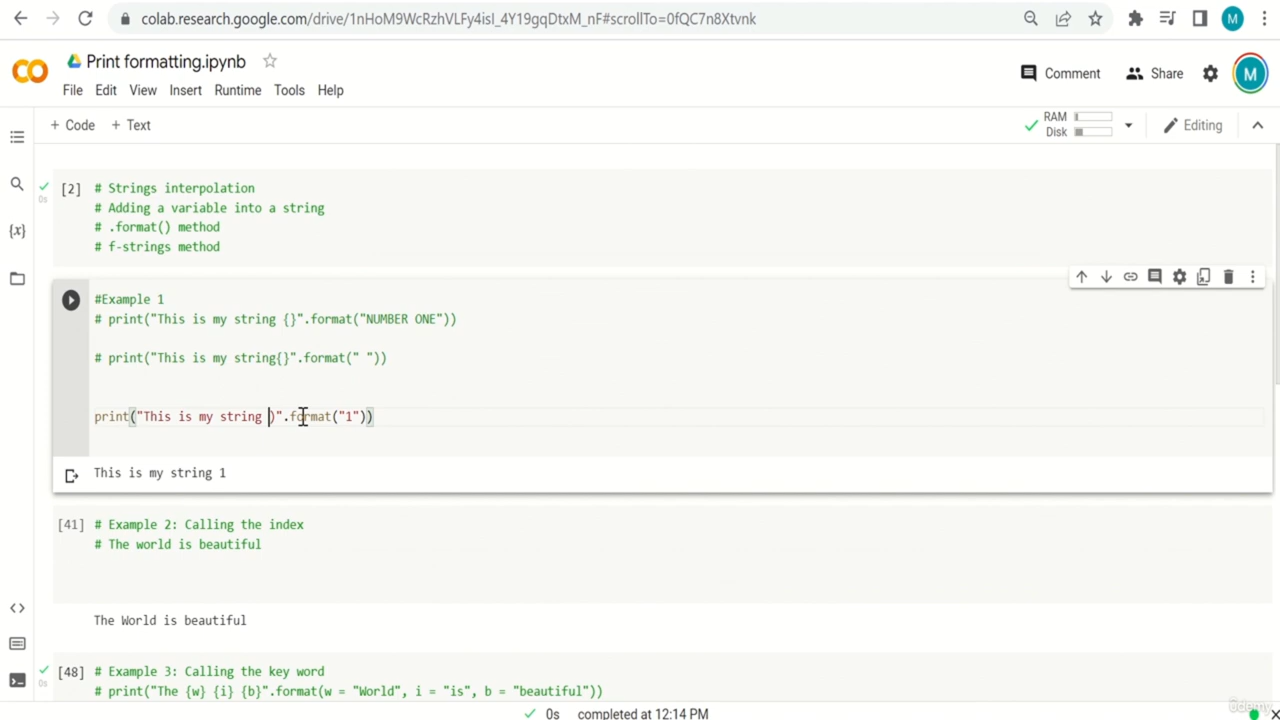 colab.research.google.com/drive/1nHoM9WcRzhVLFy4isI_4Y19gqDtxM_nF#scrollTo=0fQC7n8Xtvnk
M
CO
Print formatting.ipynb
File Edit View Insert Runtime Tools Help
Comment
Share
M
+ Code + Text
RAM
Disk
Editing
[2]
0s
# Strings interpolation
# Adding a variable into a string
# .format() method
# f-strings method
{x}
#Example 1
# print("This is my string {}".format("NUMBER ONE"))
# print("This is my string{}".format(" "))
print("This is my string )".format("1"))
This is my string 1
[41]
# Example 2: Calling the index
# The world is beautiful
The World is beautiful
[48]
0s
# Example 3: Calling the key word
# print("The {w} {i} {b}".format(w = "World", i = "is", b = "beautiful"))
0s completed at 12:14 PM
ûdemy